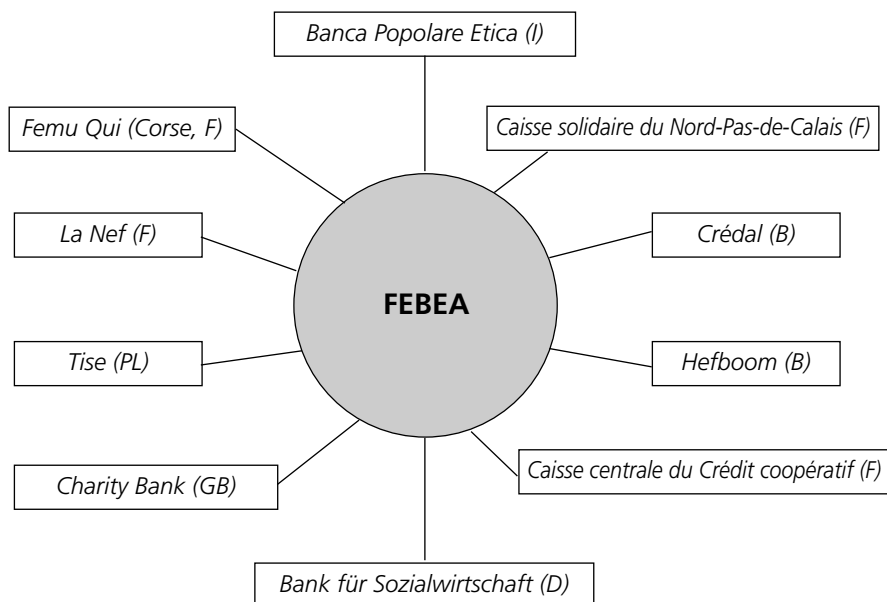 Banca Popolare Etica (I)
Femu Qui (Corse, F)
Caisse solidaire du Nord-Pas-de-Calais (F)
La Nef (F)
Crédal (B)
FEBEA
Tise (PL)
Hefboom (B)
Charity Bank (GB)
Caisse centrale du Crédit coopératif (F)
Bank für Sozialwirtschaft (D)